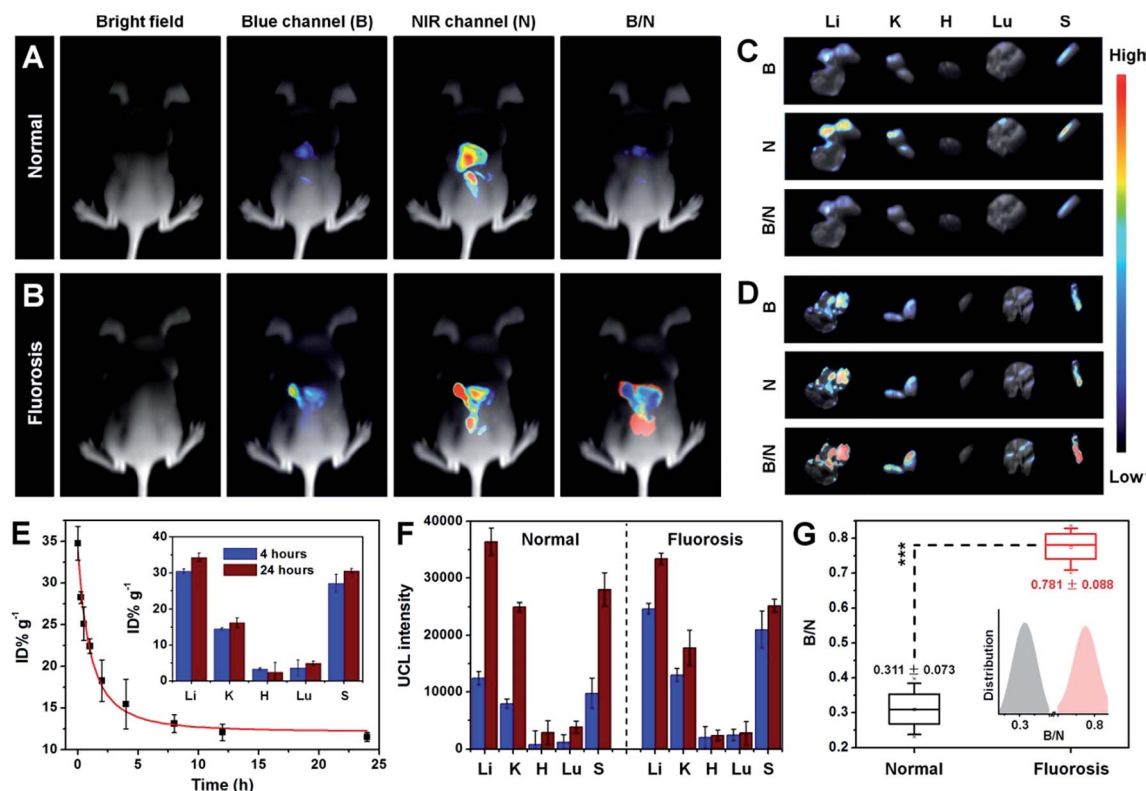 Bright field Blue channel (B) NIR channel (N) B/N
A
Normal
B
Fluorosis
C
Li K H Lu S
B
N
B/N
High
D
B
N
B/N
Low
E
ID% g-1
35
30
25
20
15
10
0 5 10 15 20 25
Time (h)
ID% g-1
40
30
20
10
0
4 hours
24 hours
Li K H Lu S
F
UCL intensity
40000
30000
20000
10000
0
Normal Fluorosis
Li K H Lu S Li K H Lu S
G
B/N
0.8
0.7
0.6
0.5
0.4
0.3
0.2
***
0.781 ± 0.088
0.311 ± 0.073
Distribution
0.3 0.8
B/N
Normal Fluorosis